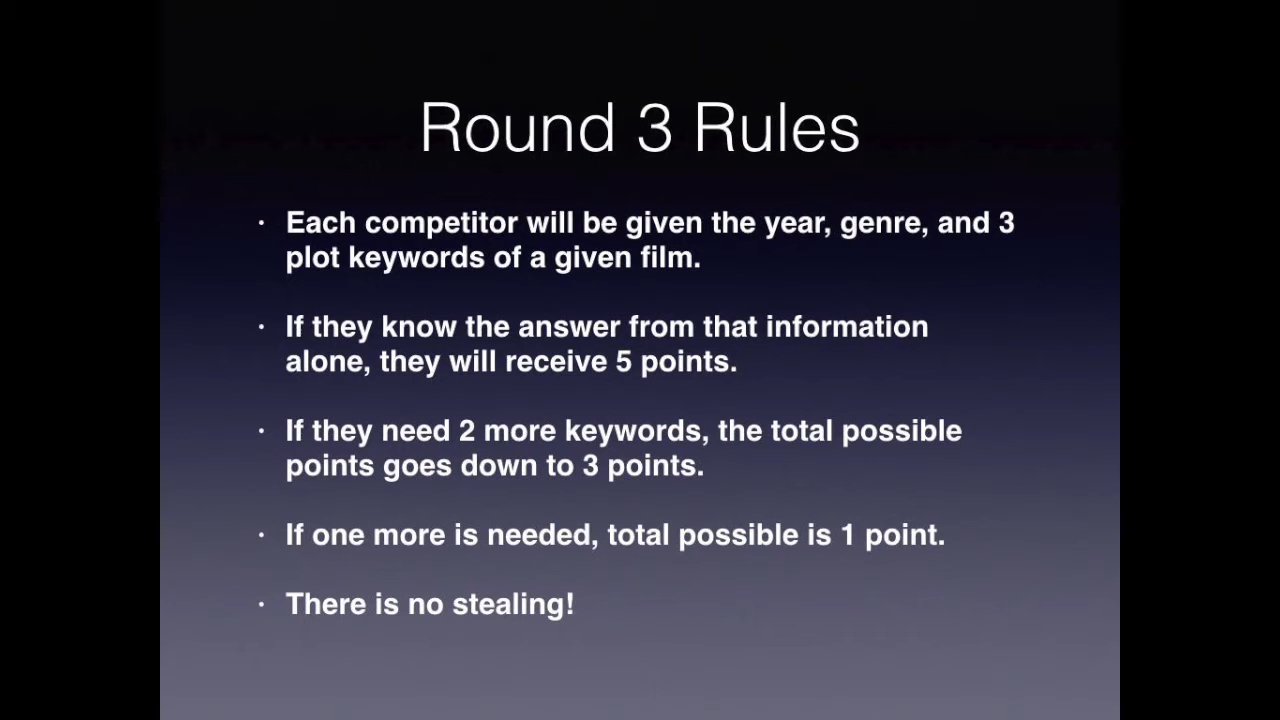 Round 3 Rules
· Each competitor will be given the year, genre, and 3
plot keywords of a given film.
· If they know the answer from that information
alone, they will receive 5 points.
· If they need 2 more keywords, the total possible
points goes down to 3 points.
· If one more is needed, total possible is 1 point.
· There is no stealing!